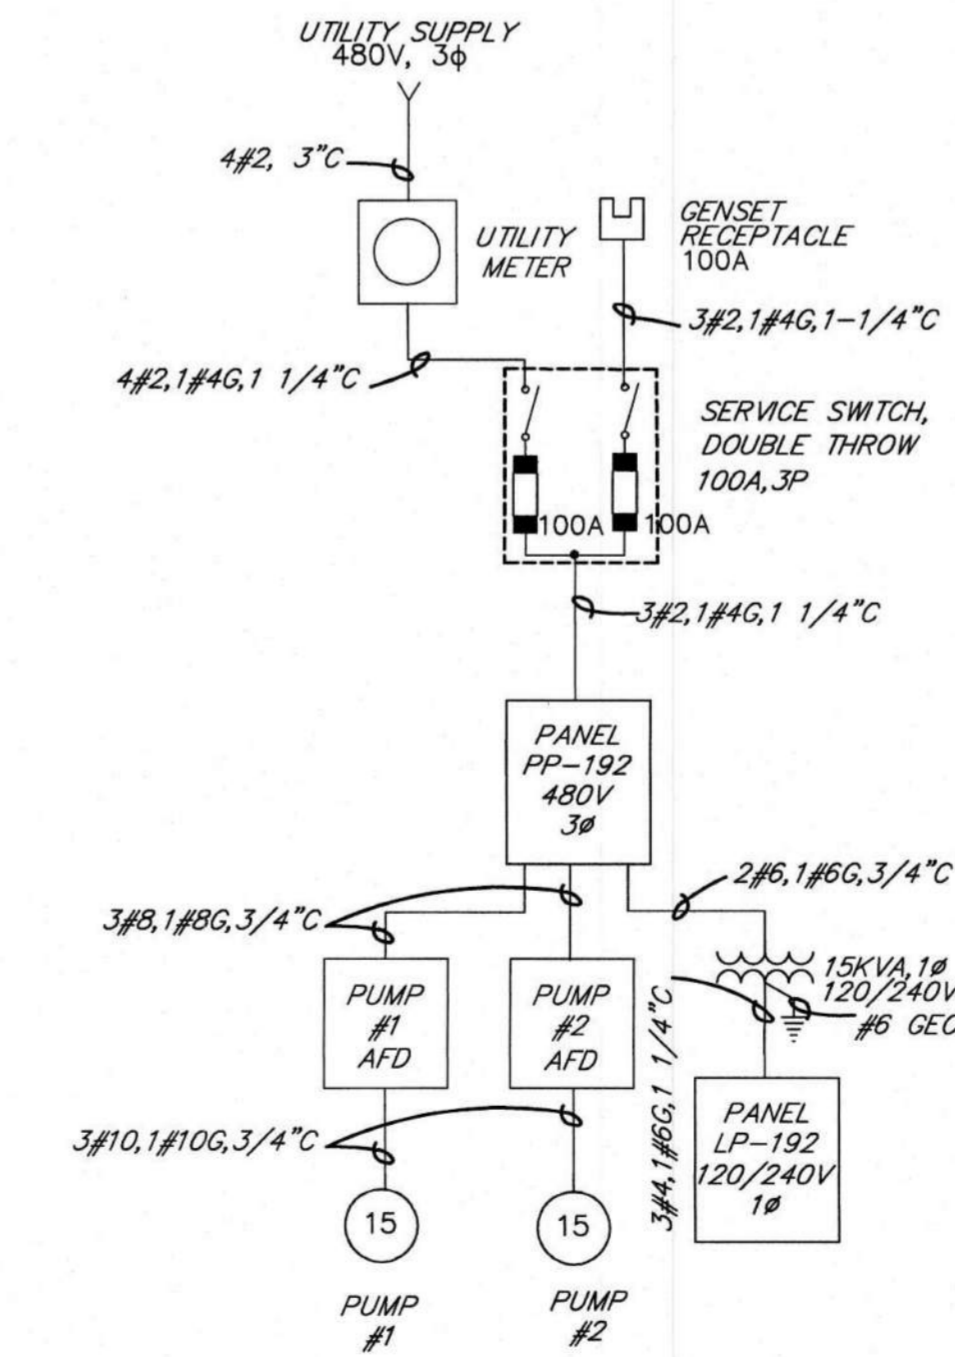 UTILITY SUPPLY
480V, 3ϕ
4#2, 3"C
UTILITY
METER
GENSET
RECEPTACLE
100A
3#2,1#4G,1-1/4"C
4#2,1#4G,1 1/4"C
SERVICE SWITCH,
DOUBLE THROW
100A,3P
100A
100A
3#2,1#4G,1 1/4"C
PANEL
PP-192
480V
3ø
2#6,1#6G,3/4"C
3#8,1#8G,3/4"C
15KVA,1ø
120/240V
#6 GEC
PUMP
#1
AFD
PUMP
#2
AFD
3#4,1#6G,1 1/4"C
PANEL
LP-192
120/240V
1ø
3#10,1#10G,3/4"C
15
15
PUMP
#1
PUMP
#2